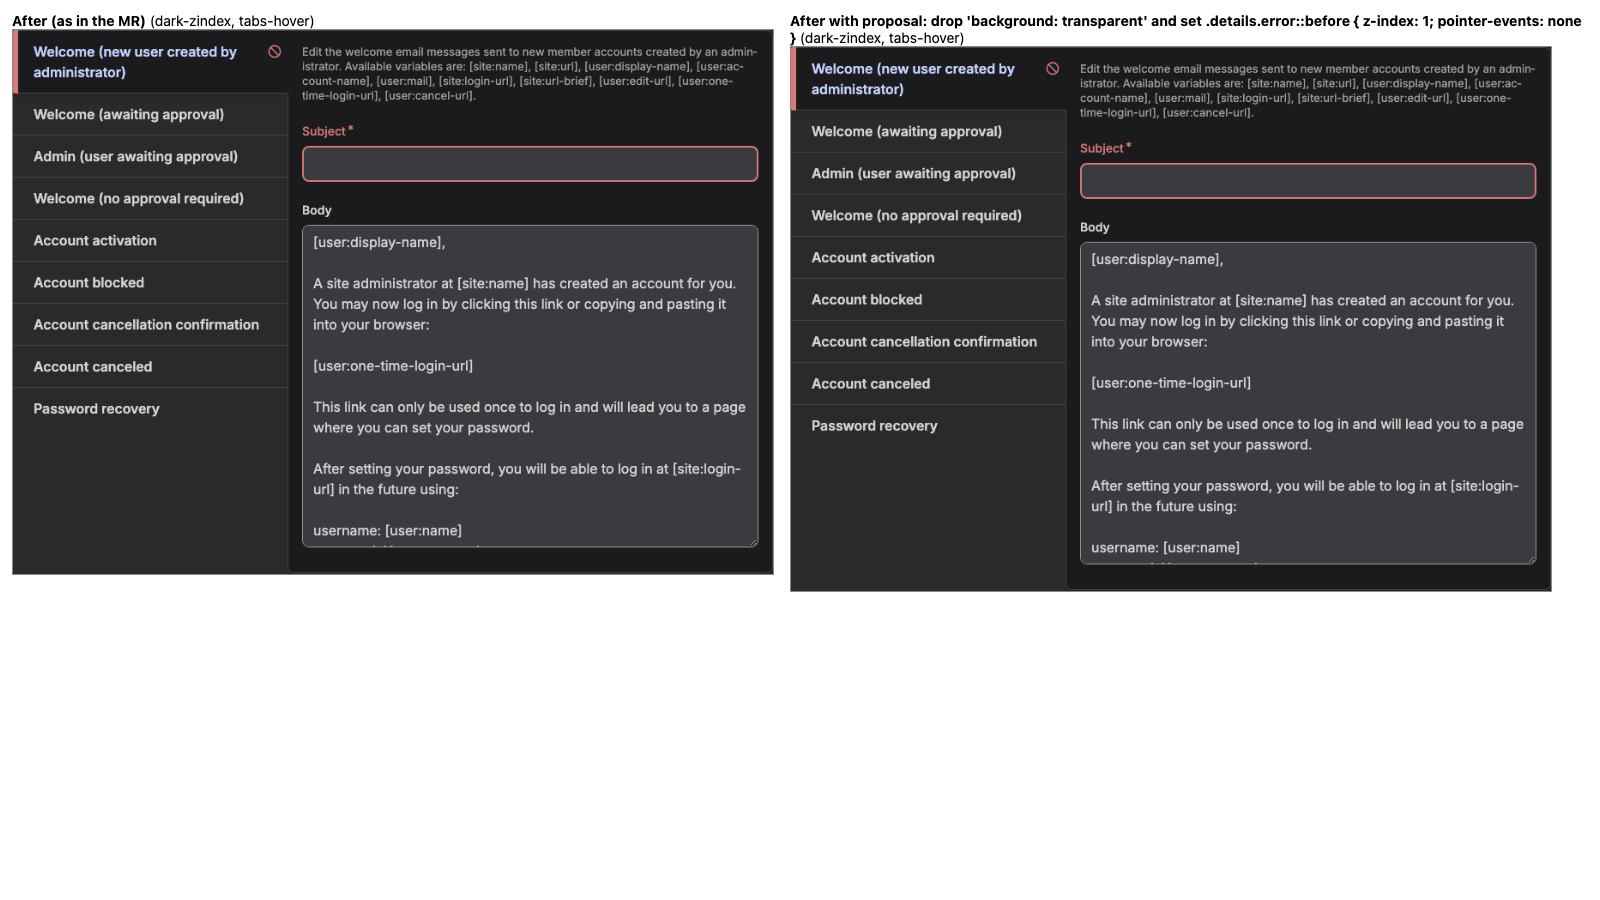 After (as in the MR) (dark-zindex, tabs-hover)
Welcome (new user created by
administrator)
Welcome (awaiting approval)
Admin (user awaiting approval)
Welcome (no approval required)
Account activation
Account blocked
Account cancellation confirmation
Account canceled
Password recovery
Edit the welcome email messages sent to new member accounts created by an admin-
istrator. Available variables are: [site:name], [site:url], [user:display-name], [user:ac-
count-name], [user:mail], [site:login-url], [site:url-brief], [user:edit-url], [user:one-
time-login-url], [user:cancel-url].
Subject*
Body
[user:display-name],
A site administrator at [site:name] has created an account for you.
You may now log in by clicking this link or copying and pasting it
into your browser:
[user:one-time-login-url]
This link can only be used once to log in and will lead you to a page
where you can set your password.
After setting your password, you will be able to log in at [site:login-
url] in the future using:
username: [user:name]
After with proposal: drop 'background: transparent' and set .details.error::before { z-index: 1; pointer-events: none
} (dark-zindex, tabs-hover)
Welcome (new user created by
administrator)
Welcome (awaiting approval)
Admin (user awaiting approval)
Welcome (no approval required)
Account activation
Account blocked
Account cancellation confirmation
Account canceled
Password recovery
Edit the welcome email messages sent to new member accounts created by an admin-
istrator. Available variables are: [site:name], [site:url], [user:display-name], [user:ac-
count-name], [user:mail], [site:login-url], [site:url-brief], [user:edit-url], [user:one-
time-login-url], [user:cancel-url].
Subject*
Body
[user:display-name],
A site administrator at [site:name] has created an account for you.
You may now log in by clicking this link or copying and pasting it
into your browser:
[user:one-time-login-url]
This link can only be used once to log in and will lead you to a page
where you can set your password.
After setting your password, you will be able to log in at [site:login-
url] in the future using:
username: [user:name]